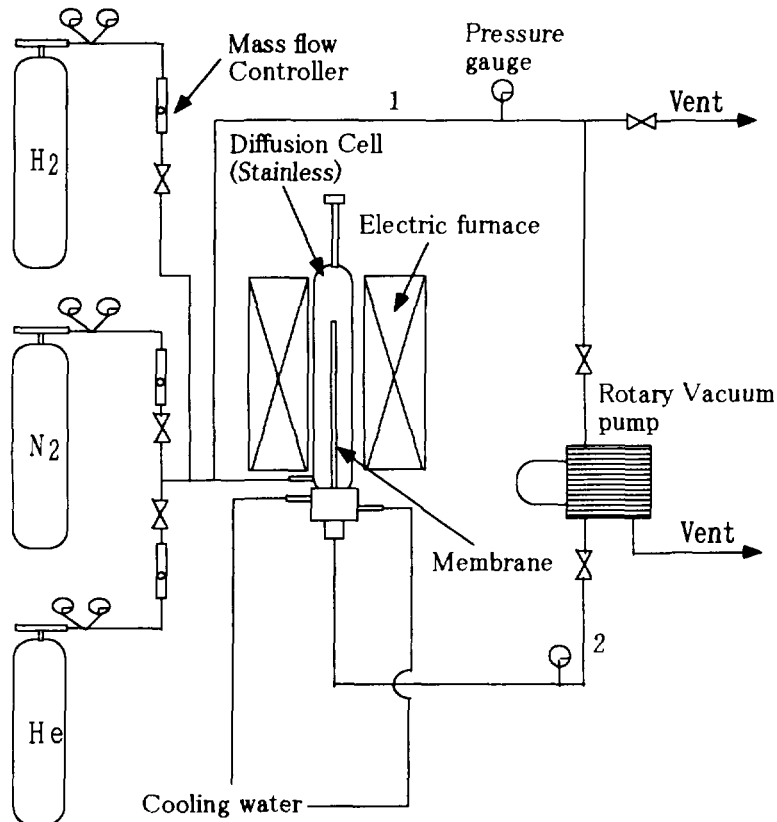 Mass flow
Controller
Pressure
gauge
1
Vent
H2
Diffusion Cell
(Stainless)
Electric furnace
N2
Rotary Vacuum
pump
Vent
Membrane
2
He
Cooling water